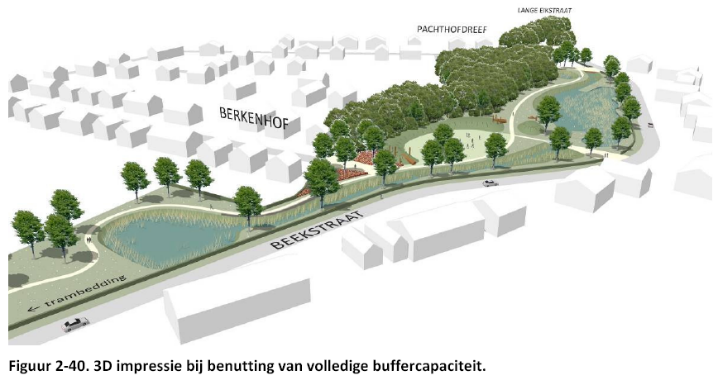 LANGE EIKSTRAAT
PACHTHOFDREEF
BERKENHOF
BEEKSTRAAT
← trambedding
Figuur 2-40. 3D impressie bij benutting van volledige buffercapaciteit.